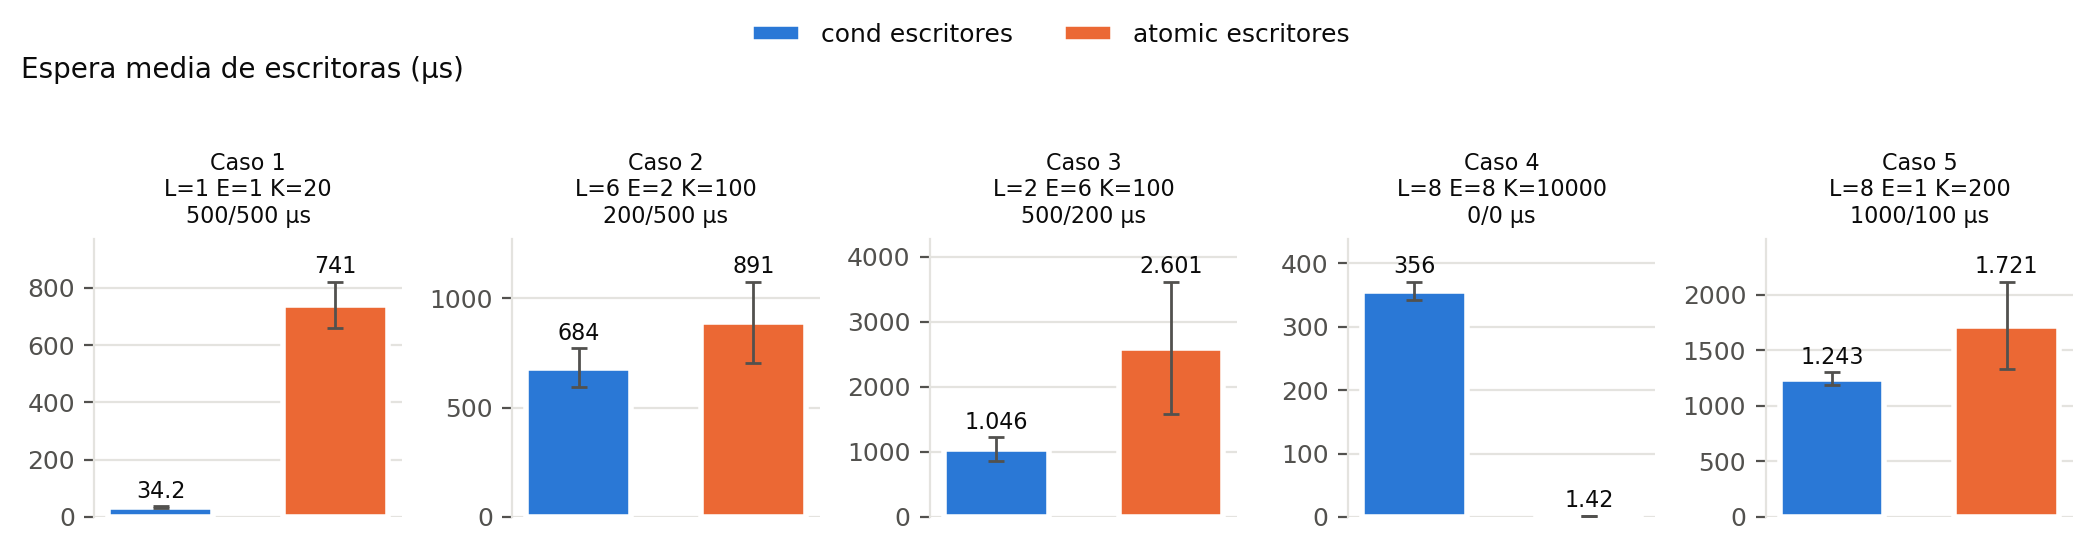 cond escritores atomic escritores
Espera media de escritoras (µs)
Caso 1
L=1 E=1 K=20
500/500 µs
800
600
400
200
0
34.2
741
Caso 2
L=6 E=2 K=100
200/500 µs
1000
500
0
684
891
Caso 3
L=2 E=6 K=100
500/200 µs
4000
3000
2000
1000
0
1.046
2.601
Caso 4
L=8 E=8 K=10000
0/0 µs
400
300
200
100
0
356
1.42
Caso 5
L=8 E=1 K=200
1000/100 µs
2000
1500
1000
500
0
1.243
1.721